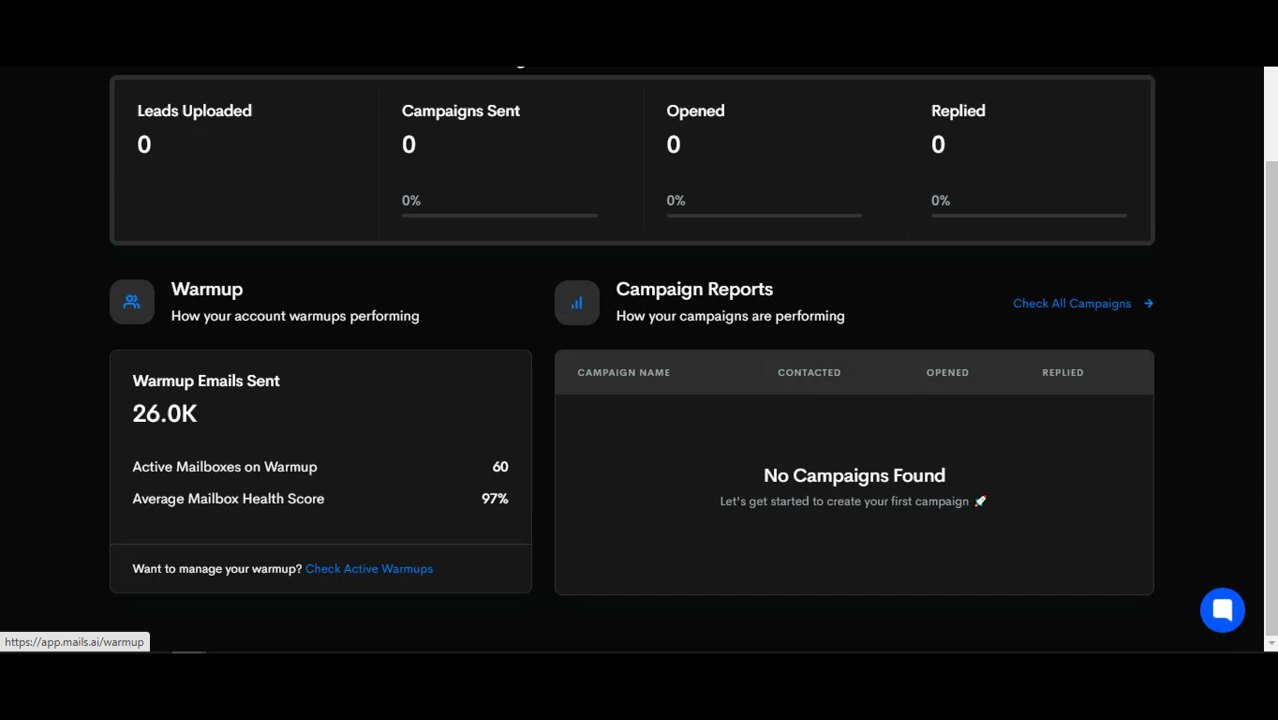 Leads Uploaded
0
Campaigns Sent
0
0%
Opened
0
0%
Replied
0
0%
Warmup
How your account warmups performing
Campaign Reports
How your campaigns are performing
Check All Campaigns →
Warmup Emails Sent
26.0K
Active Mailboxes on Warmup 60
Average Mailbox Health Score 97%
Want to manage your warmup? Check Active Warmups
CAMPAIGN NAME CONTACTED OPENED REPLIED
No Campaigns Found
Let's get started to create your first campaign 🚀
https://app.mails.ai/warmup